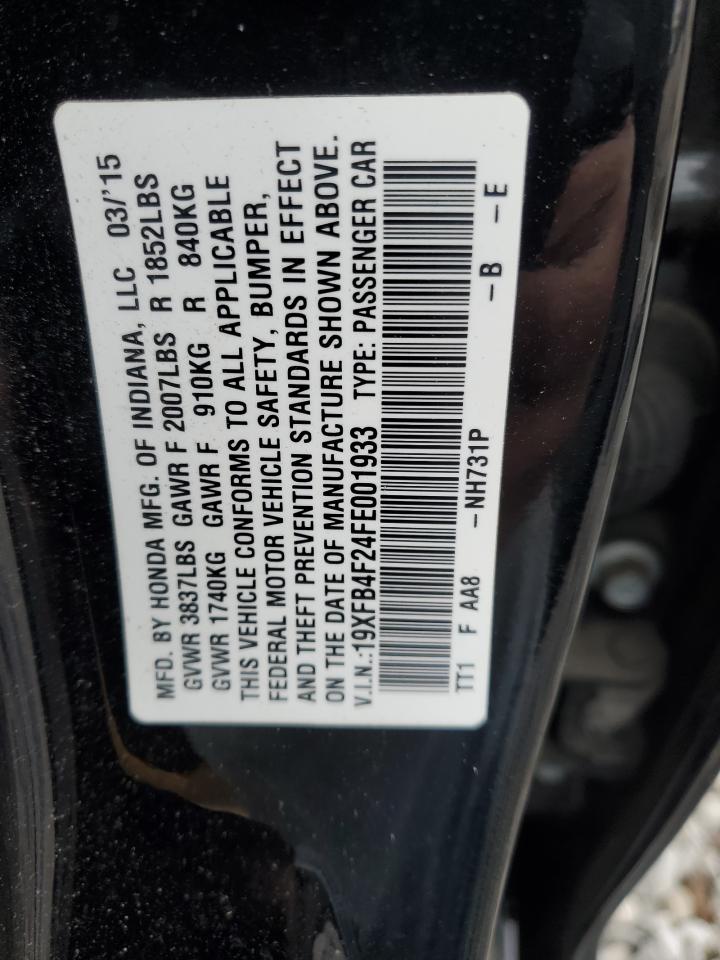 MFD. BY HONDA MFG. OF INDIANA, LLC 03/'15
GVWR 3837LBS GAWR F 2007LBS R 1852LBS
GVWR 1740KG GAWR F 910KG R 840KG
THIS VEHICLE CONFORMS TO ALL APPLICABLE
FEDERAL MOTOR VEHICLE SAFETY, BUMPER,
AND THEFT PREVENTION STANDARDS IN EFFECT
ON THE DATE OF MANUFACTURE SHOWN ABOVE.
V.I.N.:19XFB4F24FE001933 TYPE: PASSENGER CAR
TT1 F AA8 -NH731P -B -E